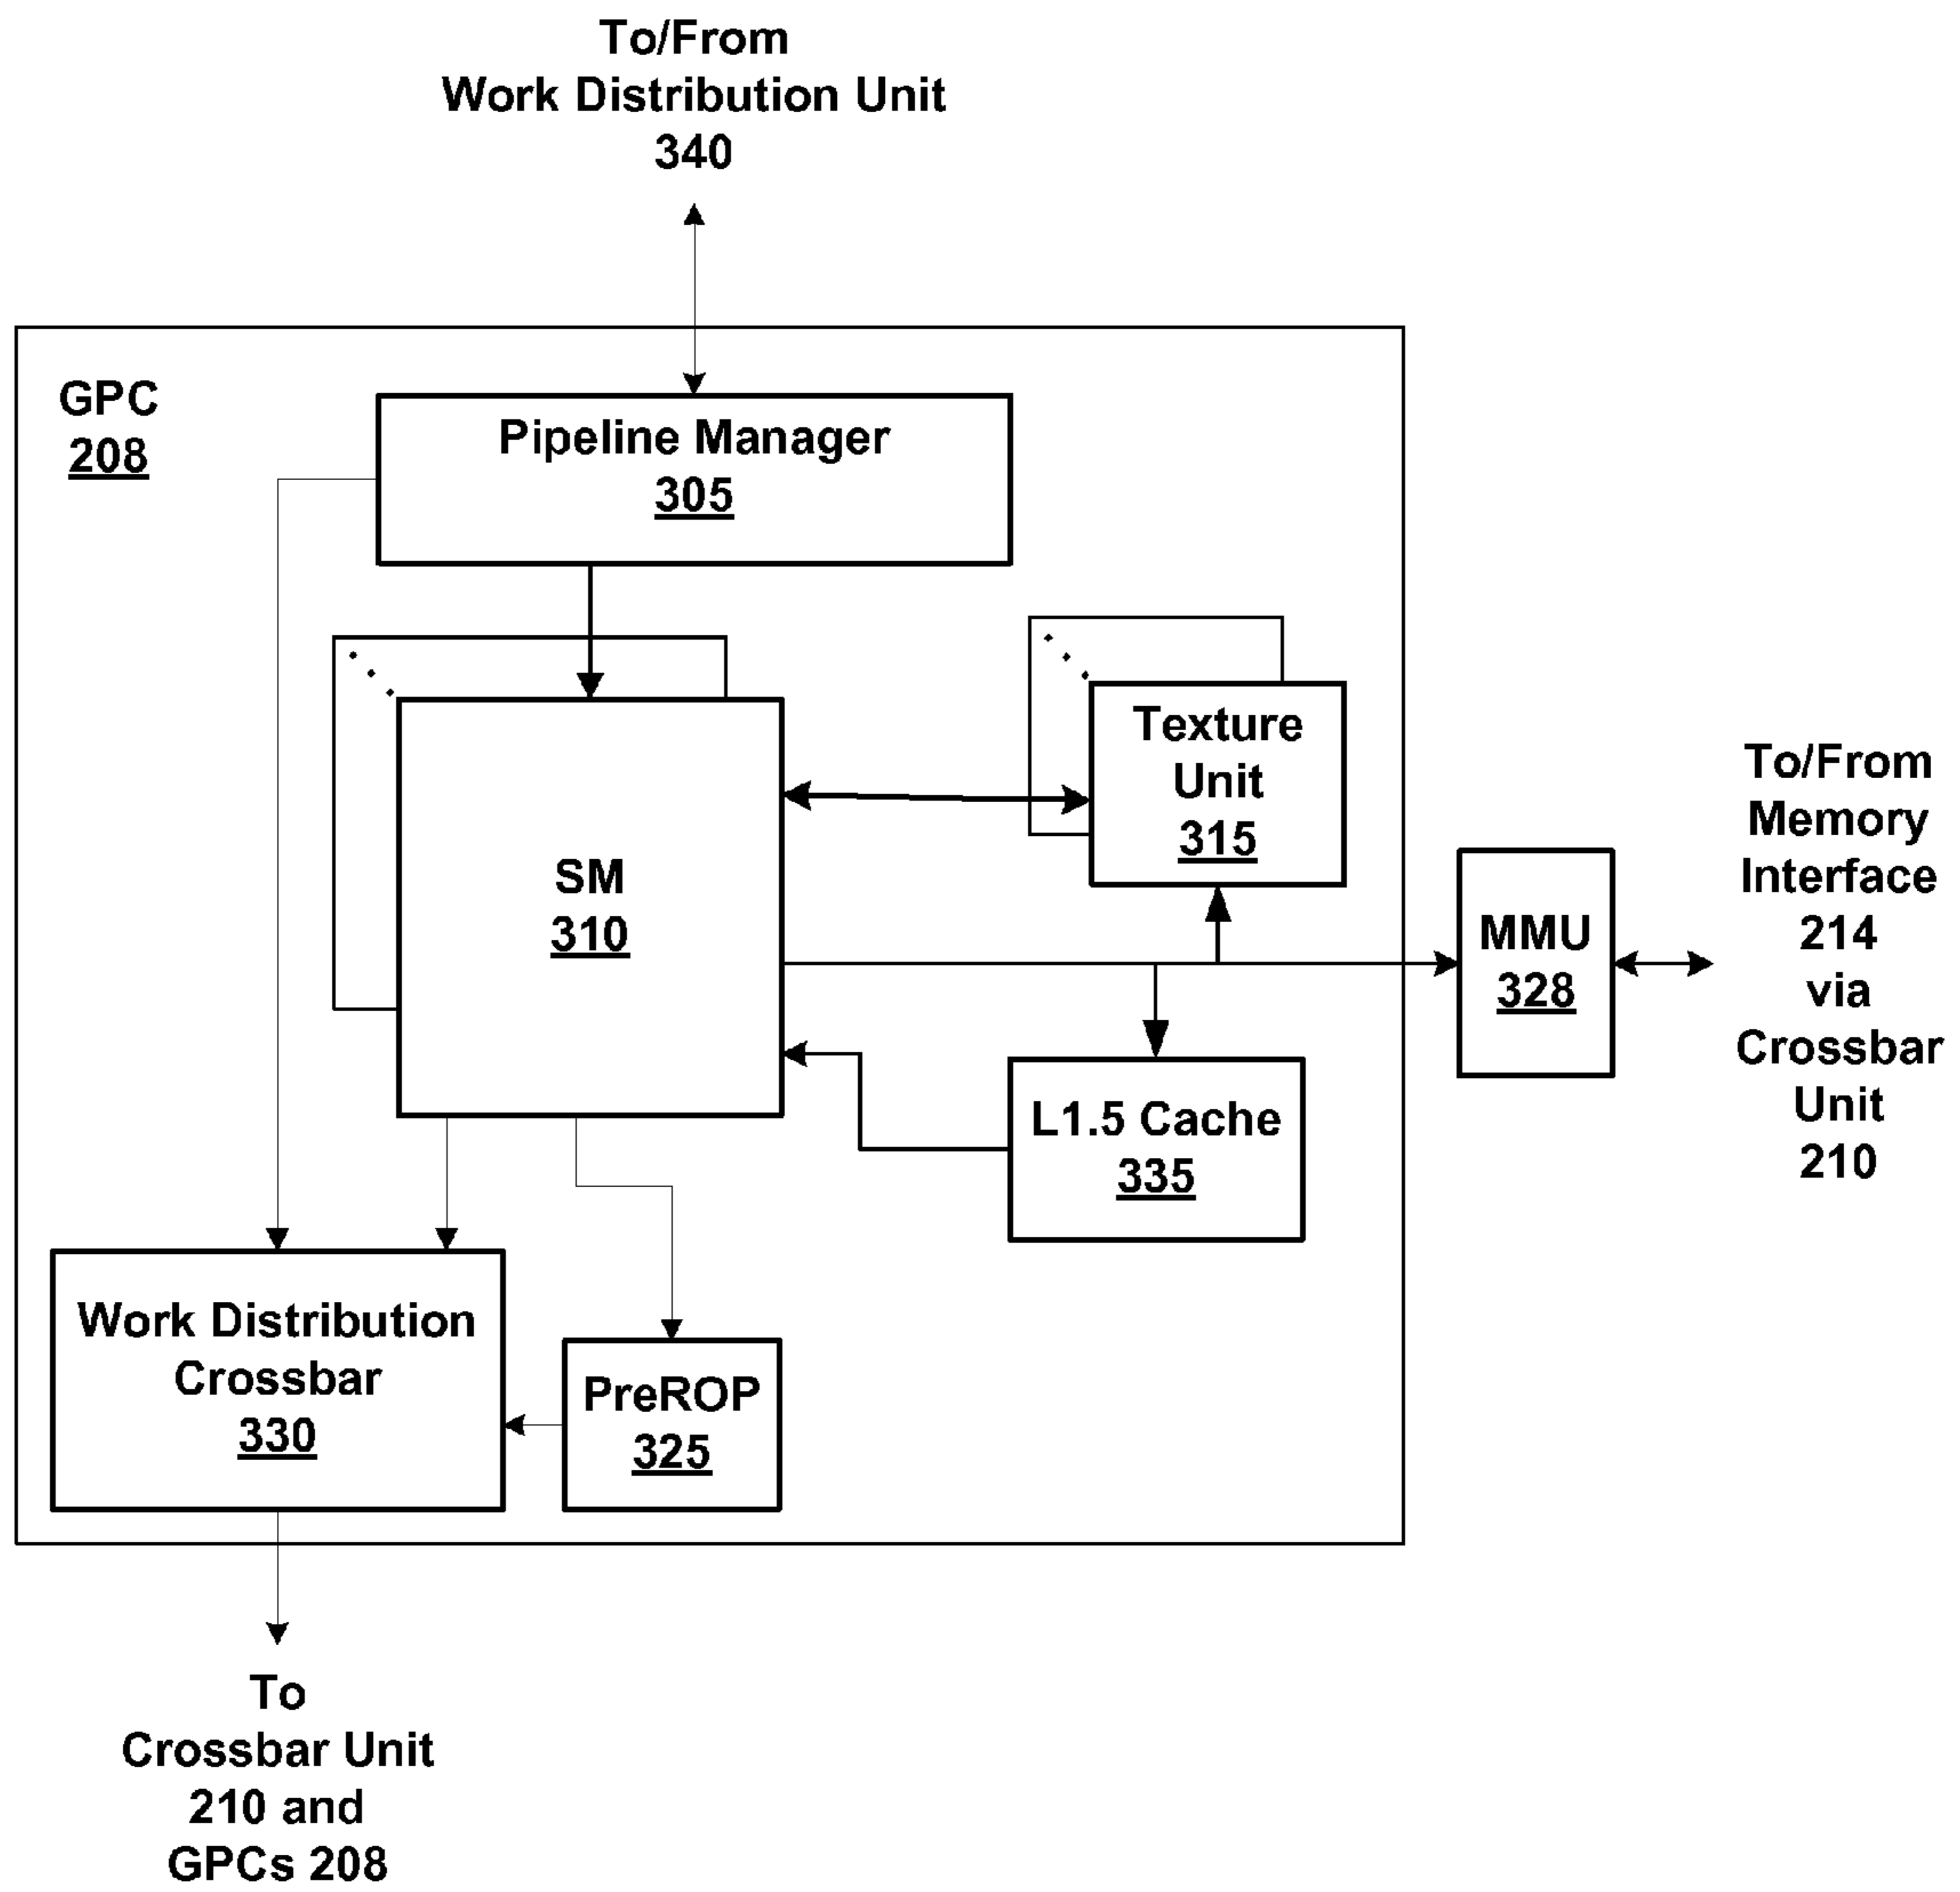 To/From
Work Distribution Unit
340
GPC
208
Pipeline Manager
305
Texture
Unit
315
SM
310
MMU
328
To/From
Memory
Interface
214
via
Crossbar
Unit
210
L1.5 Cache
335
Work Distribution
Crossbar
330
PreROP
325
To
Crossbar Unit
210 and
GPCs 208